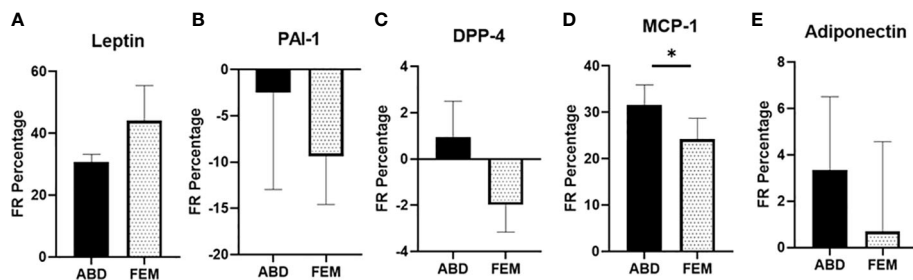 A
Leptin
FR Percentage
60
40
20
0
ABD
FEM
B
PAI-1
FR Percentage
0
-5
-10
-15
-20
ABD
FEM
C
DPP-4
FR Percentage
4
2
0
-2
-4
ABD
FEM
D
MCP-1
*
FR Percentage
40
30
20
10
0
ABD
FEM
E
Adiponectin
FR Percentage
8
6
4
2
0
ABD
FEM